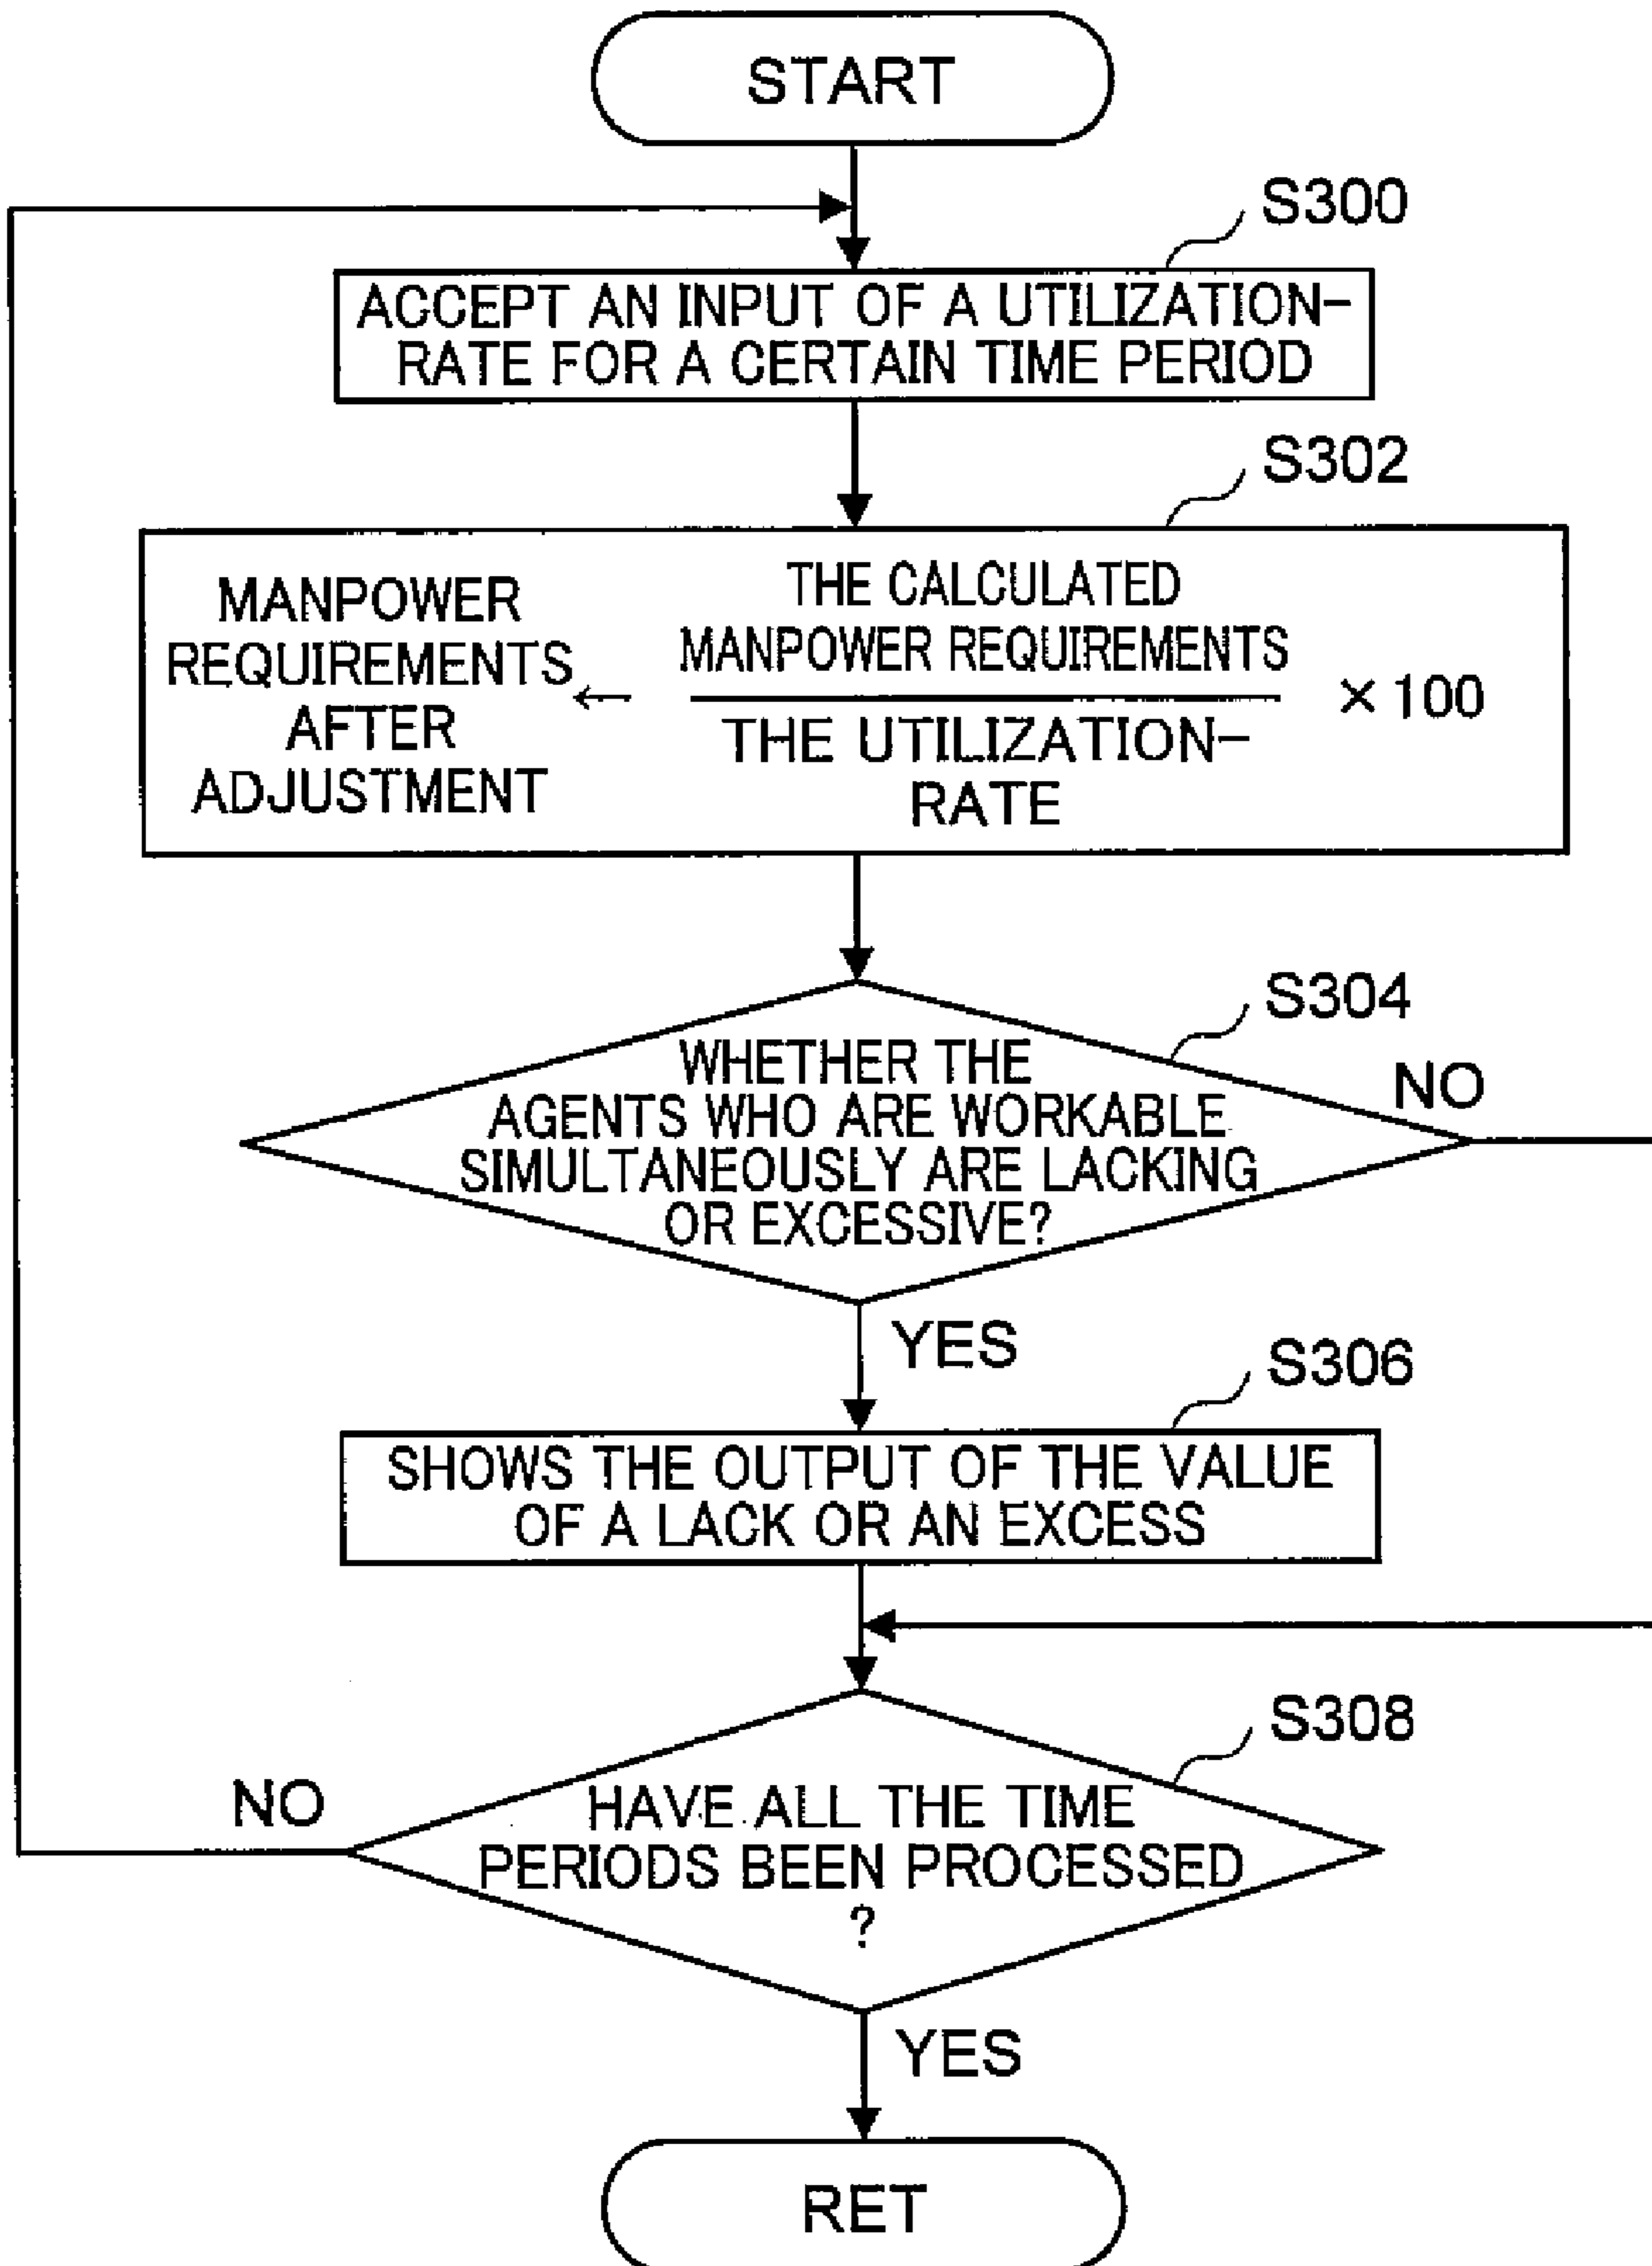 START
S300
ACCEPT AN INPUT OF A UTILIZATION-
RATE FOR A CERTAIN TIME PERIOD
S302
MANPOWER
REQUIREMENTS
AFTER
ADJUSTMENT
←
THE CALCULATED
MANPOWER REQUIREMENTS
THE UTILIZATION-
RATE
× 100
S304
WHETHER THE
AGENTS WHO ARE WORKABLE
SIMULTANEOUSLY ARE LACKING
OR EXCESSIVE?
NO
YES
S306
SHOWS THE OUTPUT OF THE VALUE
OF A LACK OR AN EXCESS
S308
HAVE ALL THE TIME
PERIODS BEEN PROCESSED
?
NO
YES
RET